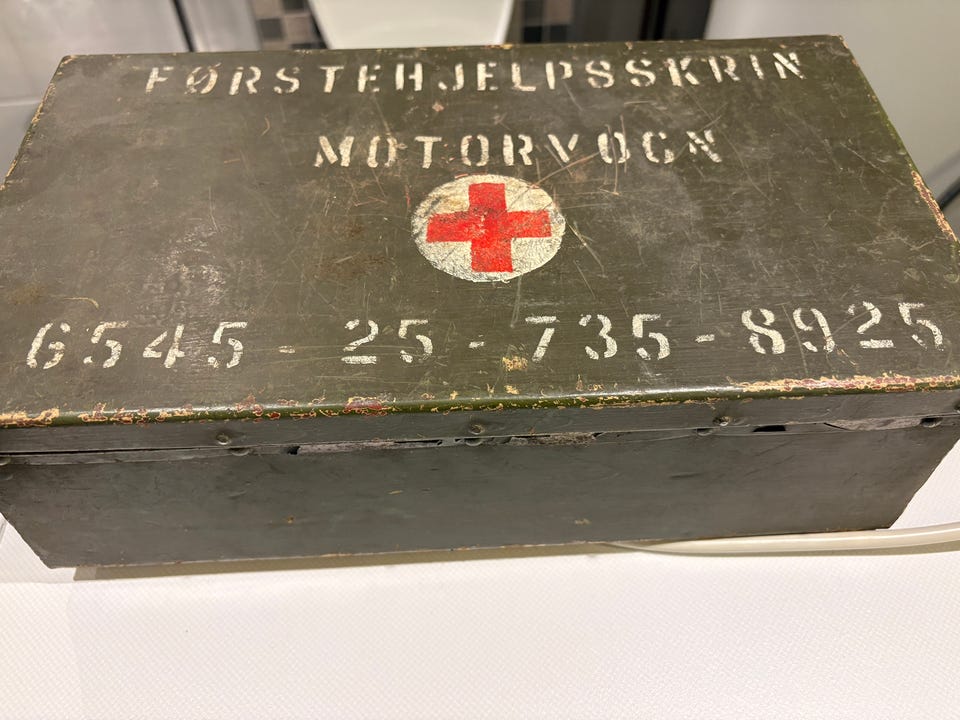 FØRSTEHJELPSSKRIN
MOTORVOGN
6545 - 25 - 735 - 8925